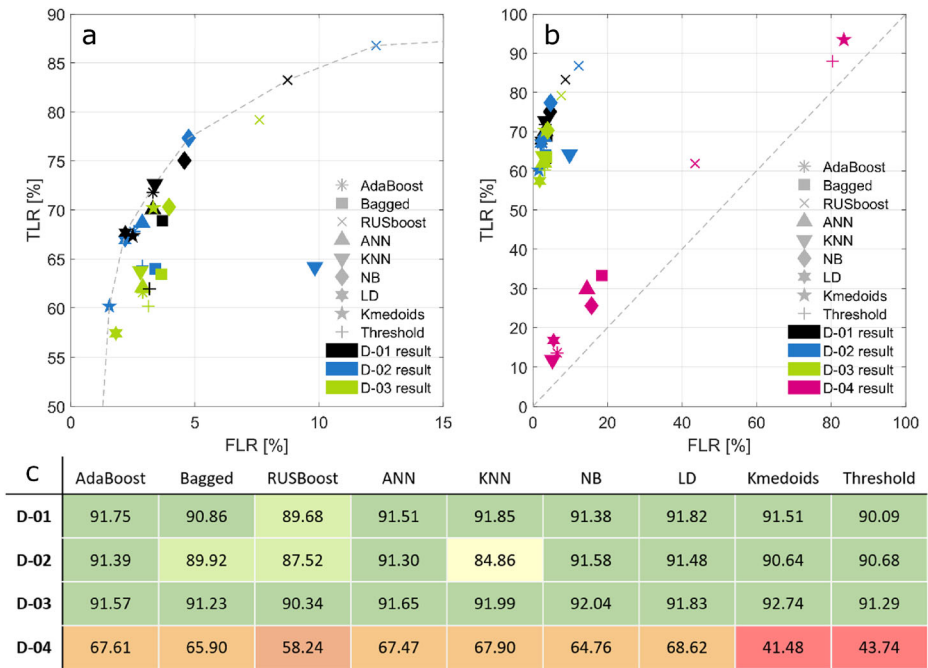 a
90
85
80
75
70
65
60
55
50
TLR [%]
0
5
10
15
FLR [%]
AdaBoost
Bagged
RUSboost
ANN
KNN
NB
LD
Kmedoids
Threshold
D-01 result
D-02 result
D-03 result
b
100
90
80
70
60
50
40
30
20
10
0
TLR [%]
0
20
40
60
80
100
FLR [%]
AdaBoost
Bagged
RUSboost
ANN
KNN
NB
LD
Kmedoids
Threshold
D-01 result
D-02 result
D-03 result
D-04 result
c AdaBoost Bagged RUSBoost ANN KNN NB LD Kmedoids Threshold
D-01 91.75 90.86 89.68 91.51 91.85 91.38 91.82 91.51 90.09
D-02 91.39 89.92 87.52 91.30 84.86 91.58 91.48 90.64 90.68
D-03 91.57 91.23 90.34 91.65 91.99 92.04 91.83 92.74 91.29
D-04 67.61 65.90 58.24 67.47 67.90 64.76 68.62 41.48 43.74